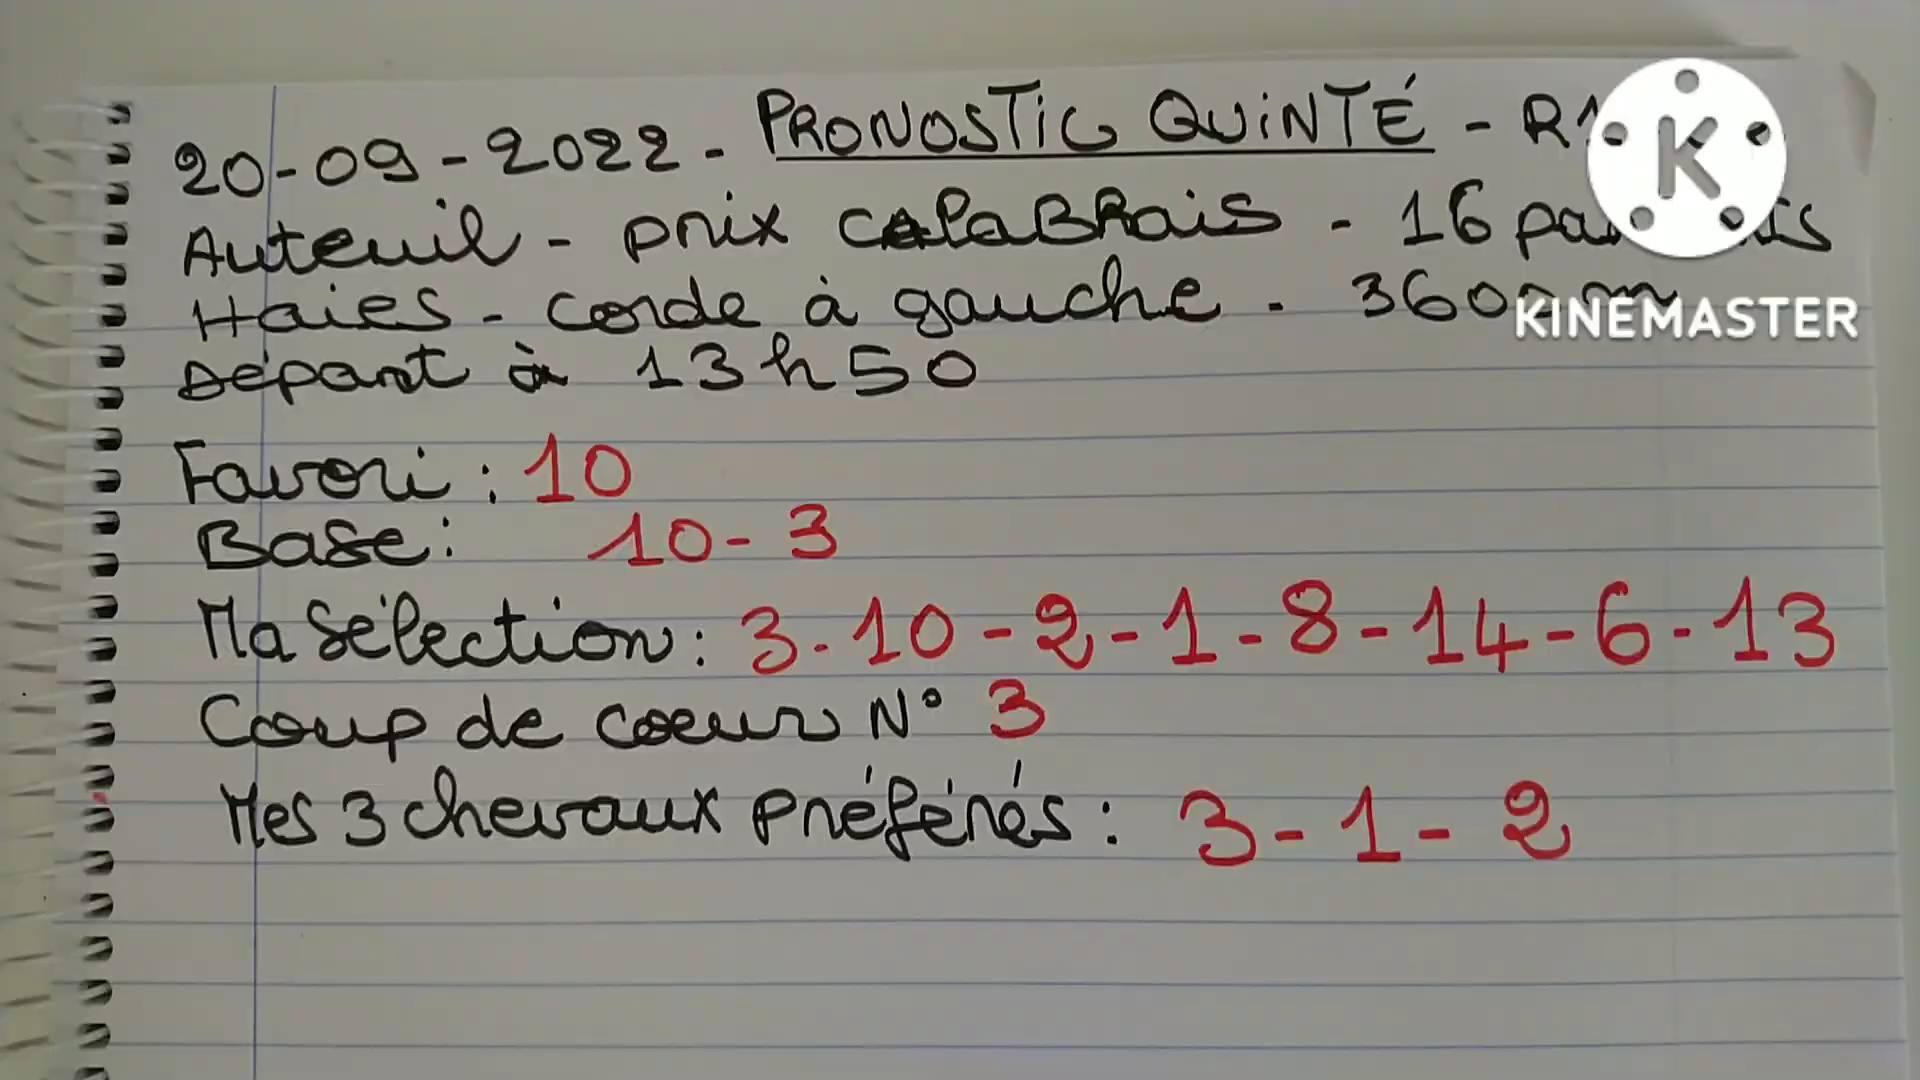 20-09-2022 - PRONOSTIC QUINTÉ - R1
Auteuil - prix CALABRais - 16
Haies - corde à gauche - 3600m
Départ à 13h50
Favori : 10
Base : 10 - 3
Ma Sélection : 3 - 10 - 2 - 1 - 8 - 14 - 6 - 13
Coup de coeur N° 3
Mes 3 chevaux préférés : 3 - 1 - 2
K
KINEMASTER